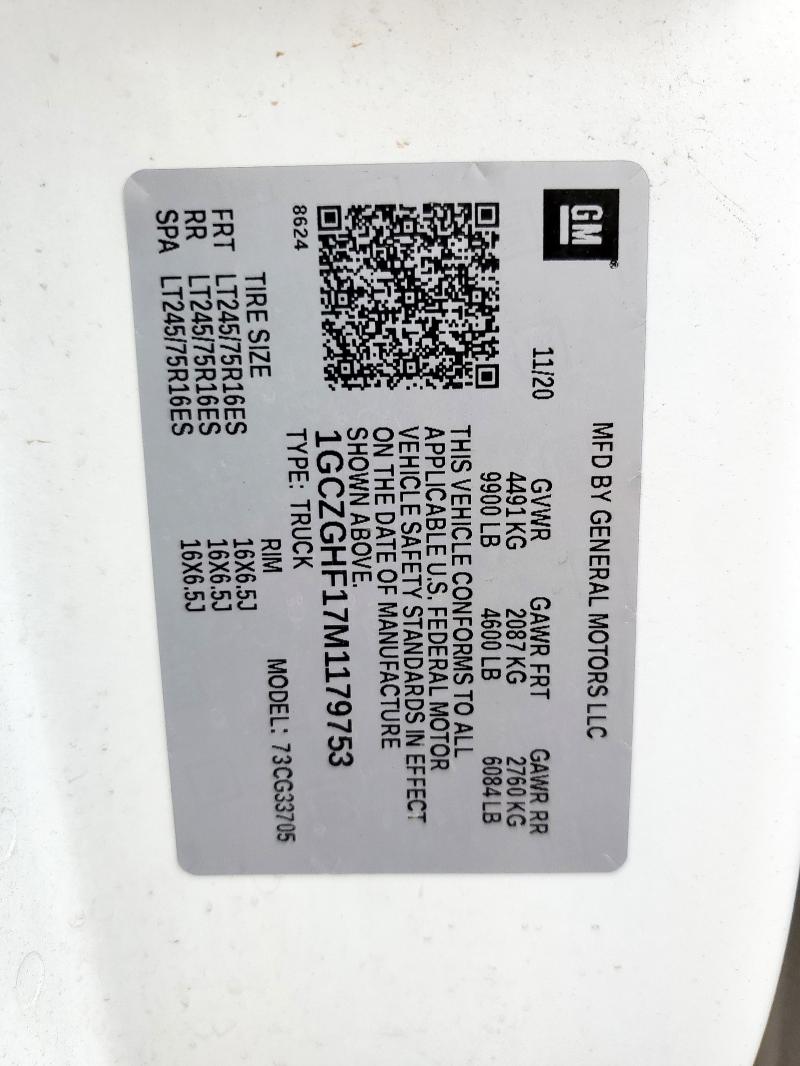 GM
MFD BY GENERAL MOTORS LLC
11/20 GVWR GAWR FRT GAWR RR
4491 KG 2087 KG 2760 KG
9900 LB 4600 LB 6084 LB
THIS VEHICLE CONFORMS TO ALL
APPLICABLE U.S. FEDERAL MOTOR
VEHICLE SAFETY STANDARDS IN EFFECT
ON THE DATE OF MANUFACTURE
SHOWN ABOVE.
1GCZGHF17M1179753
8624 TYPE: TRUCK MODEL: 73CG33705
TIRE SIZE RIM
FRT LT245/75R16ES 16X6.5J
RR LT245/75R16ES 16X6.5J
SPA LT245/75R16ES 16X6.5J